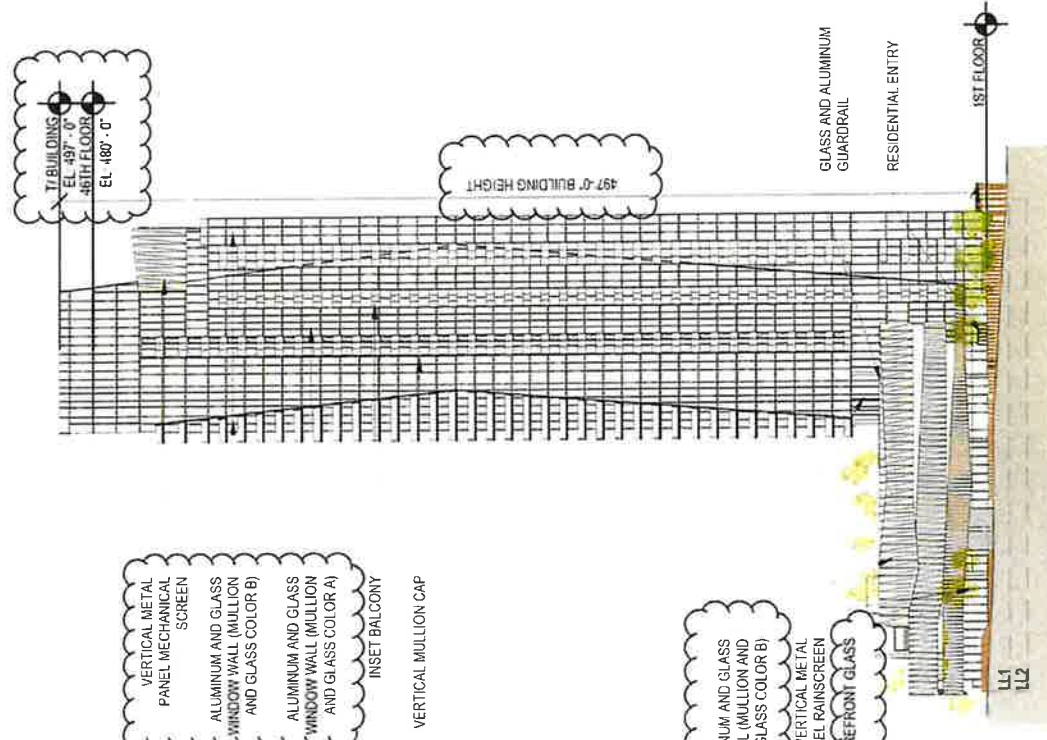 T/ BUILDING
EL 497' - 0"
46TH FLOOR
EL 480' - 0"
497'-0" BUILDING HEIGHT
GLASS AND ALUMINUM
GUARDRAIL
RESIDENTIAL ENTRY
1ST FLOOR
VERTICAL METAL
PANEL MECHANICAL
SCREEN
ALUMINUM AND GLASS
WINDOW WALL (MULLION
AND GLASS COLOR B)
ALUMINUM AND GLASS
WINDOW WALL (MULLION
AND GLASS COLOR A)
INSET BALCONY
VERTICAL MULLION CAP
NUM AND GLASS
L (MULLION AND
GLASS COLOR B)
VERTICAL METAL
EL RAINSCREEN
EFRONT GLASS